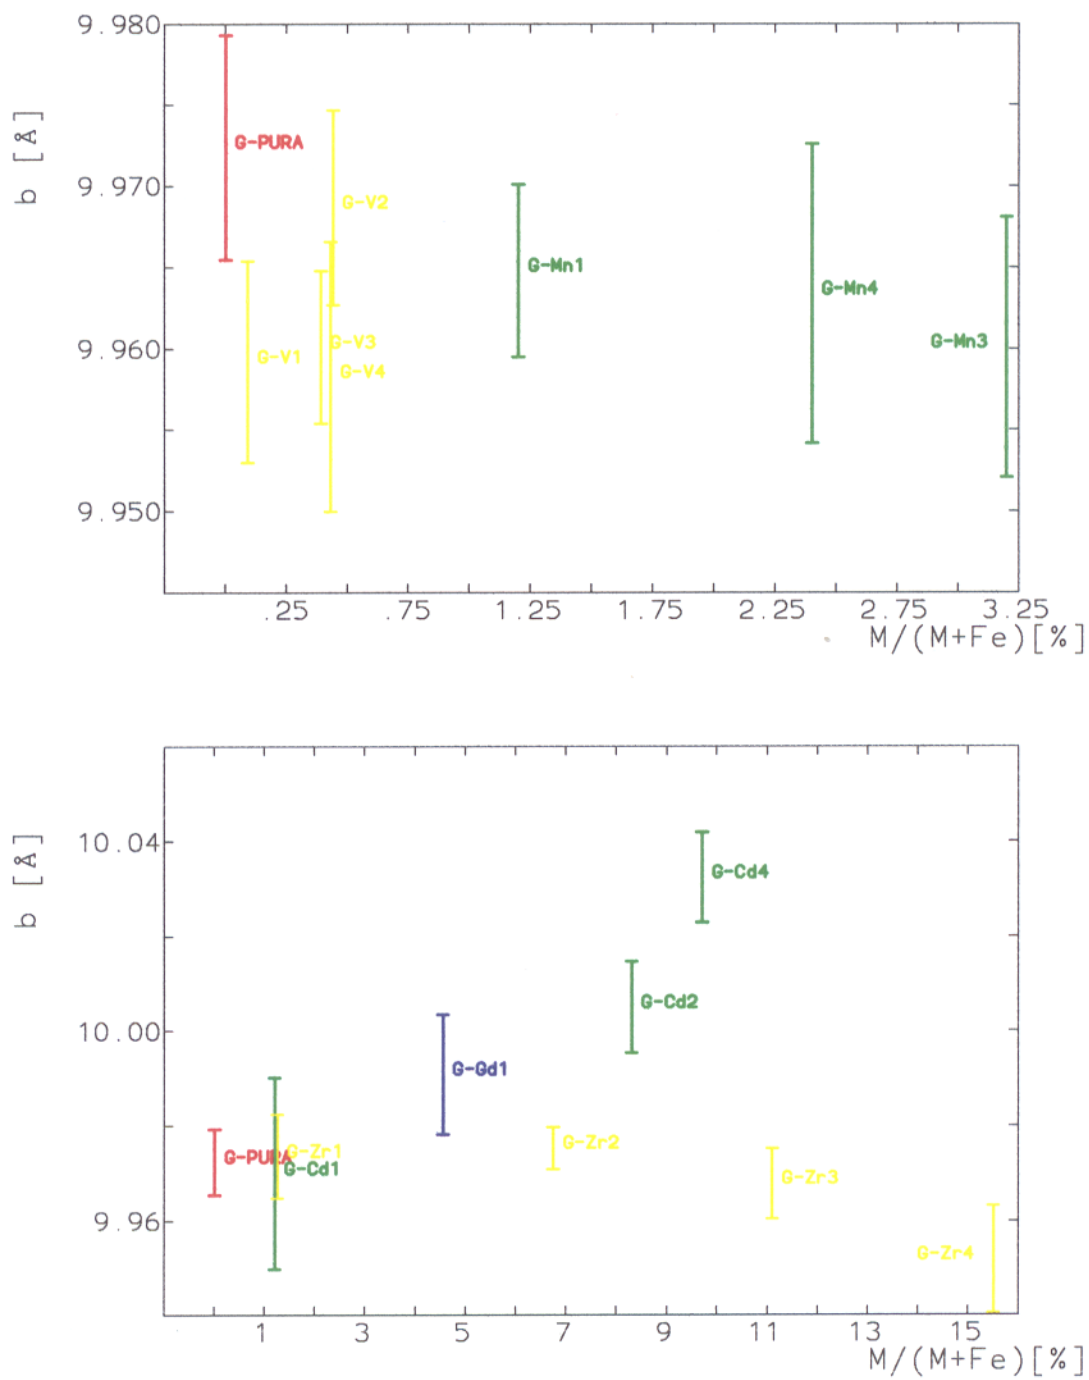 9.980
b [Å]
G-PURA
9.970
G-V2
G-Mn1
G-Mn4
9.960
G-V1
G-V3
G-V4
G-Mn3
9.950
.25 .75 1.25 1.75 2.25 2.75 3.25
M/(M+Fe)[%]
10.04
b [Å]
G-Cd4
G-Cd2
10.00
G-Gd1
G-Zr2
G-Zr1
G-PURA
G-Cd1
G-Zr3
9.96
G-Zr4
1 3 5 7 9 11 13 15
M/(M+Fe)[%]